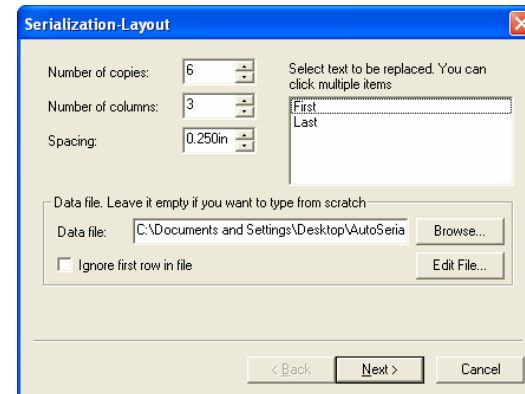 Serialization-Layout
Number of copies: 6
Number of columns: 3
Spacing: 0.250in
Select text to be replaced. You can
click multiple items
First
Last
Data file. Leave it empty if you want to type from scratch
Data file: C:\Documents and Settings\Desktop\AutoSeria Browse...
Ignore first row in file Edit File...
< Back Next > Cancel